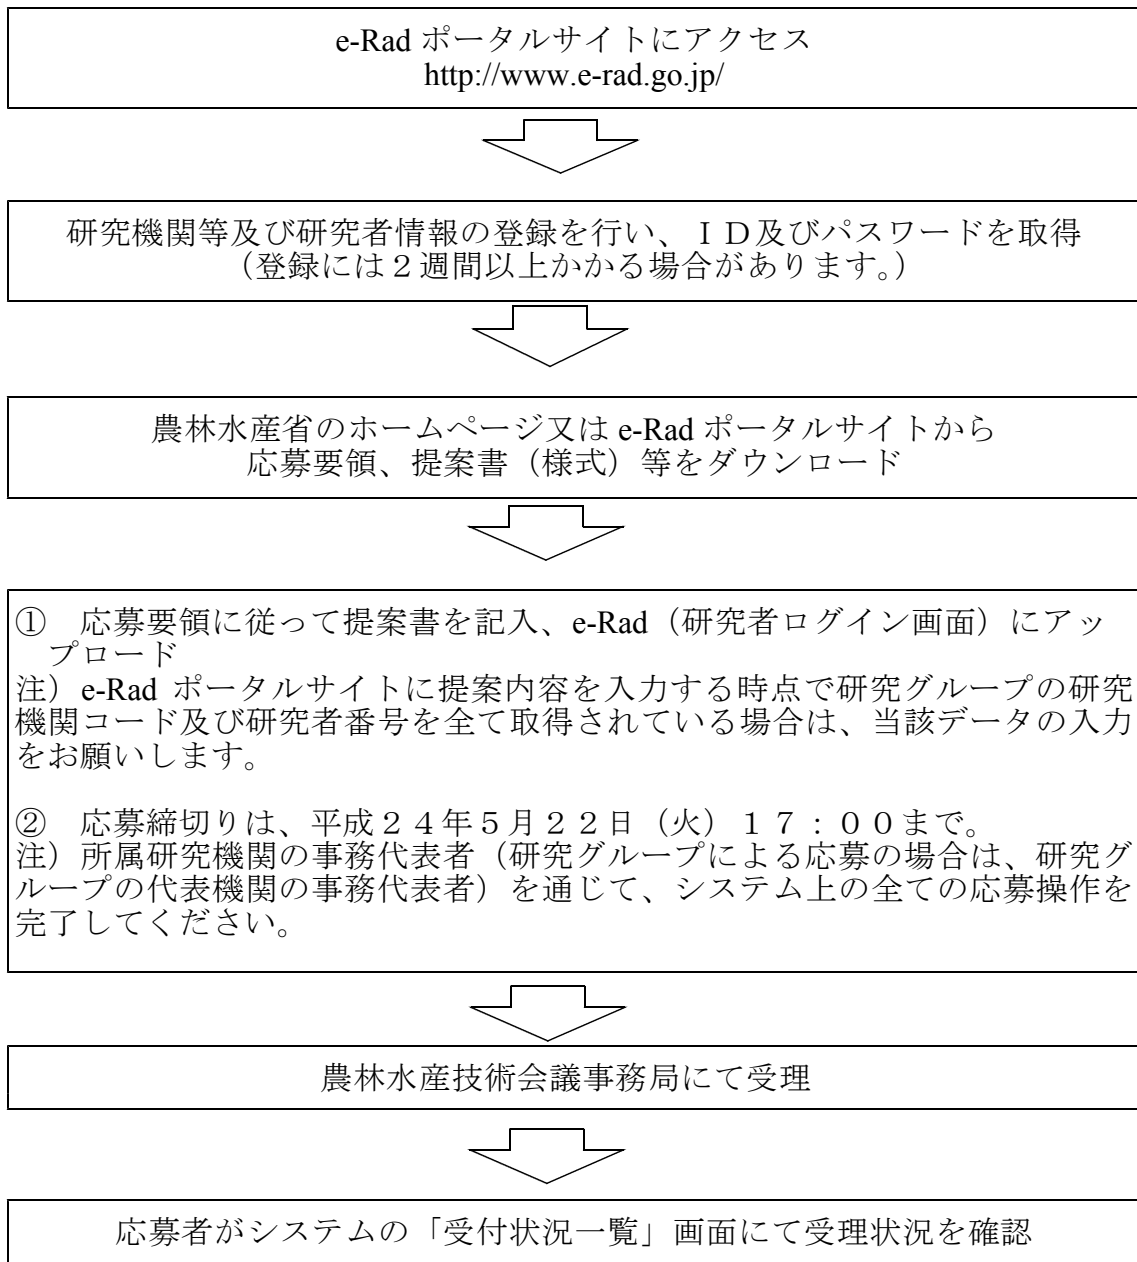 e-Rad ポータルサイトにアクセス
http://www.e-rad.go.jp/
研究機関等及び研究者情報の登録を行い、ＩＤ及びパスワードを取得
（登録には２週間以上かかる場合があります。）
農林水産省のホームページ又は e-Rad ポータルサイトから
応募要領、提案書（様式）等をダウンロード
①　応募要領に従って提案書を記入、e-Rad（研究者ログイン画面）にアッ
プロード
注）e-Rad ポータルサイトに提案内容を入力する時点で研究グループの研究
機関コード及び研究者番号を全て取得されている場合は、当該データの入力
をお願いします。
②　応募締切りは、平成２４年５月２２日（火）１７：００まで。
注）所属研究機関の事務代表者（研究グループによる応募の場合は、研究グ
ループの代表機関の事務代表者）を通じて、システム上の全ての応募操作を
完了してください。
農林水産技術会議事務局にて受理
応募者がシステムの「受付状況一覧」画面にて受理状況を確認